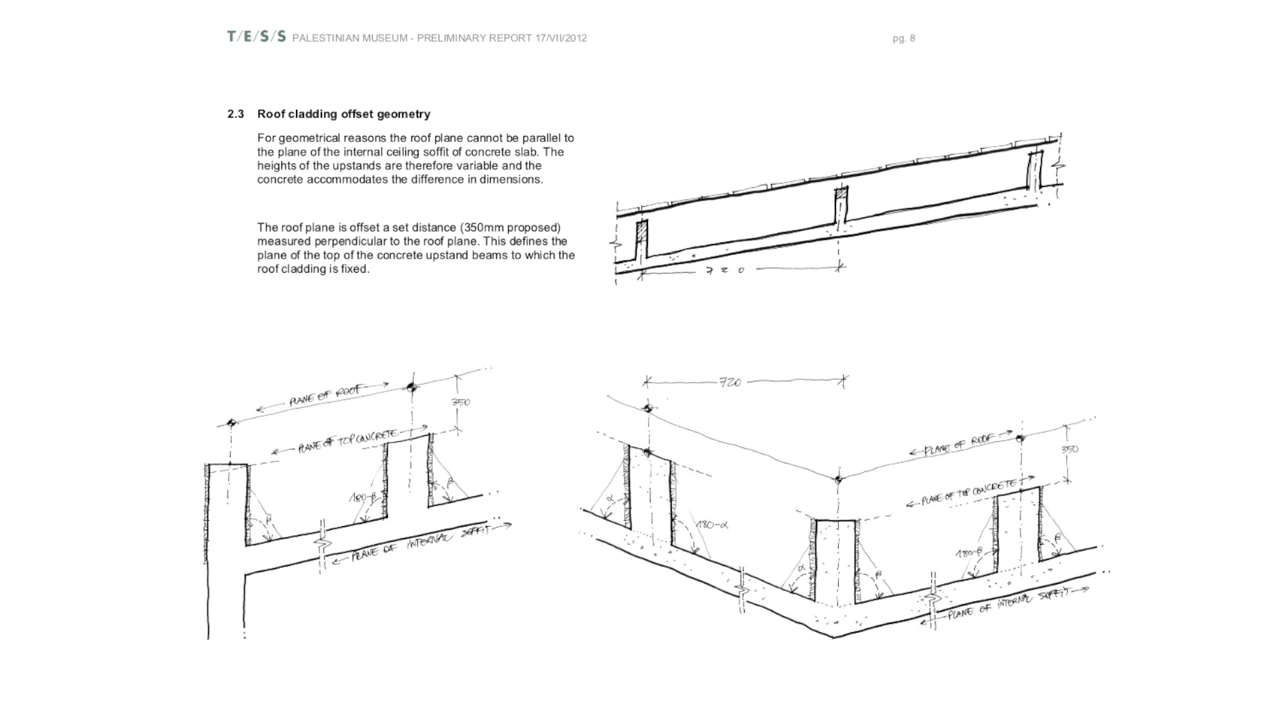 T/E/S/S PALESTINIAN MUSEUM - PRELIMINARY REPORT 17/VII/2012 pg. 8
2.3 Roof cladding offset geometry
For geometrical reasons the roof plane cannot be parallel to
the plane of the internal ceiling soffit of concrete slab. The
heights of the upstands are therefore variable and the
concrete accommodates the difference in dimensions.
The roof plane is offset a set distance (350mm proposed)
measured perpendicular to the roof plane. This defines the
plane of the top of the concrete upstand beams to which the
roof cladding is fixed.
720
PLANE OF ROOF
350
PLANE OF TOP CONCRETE
β
180-β
β
PLANE OF INTERNAL SOFFIT
720
PLANE OF ROOF
350
PLANE OF TOP CONCRETE
α
180-α
α
β
180-β
β
PLANE OF INTERNAL SOFFIT